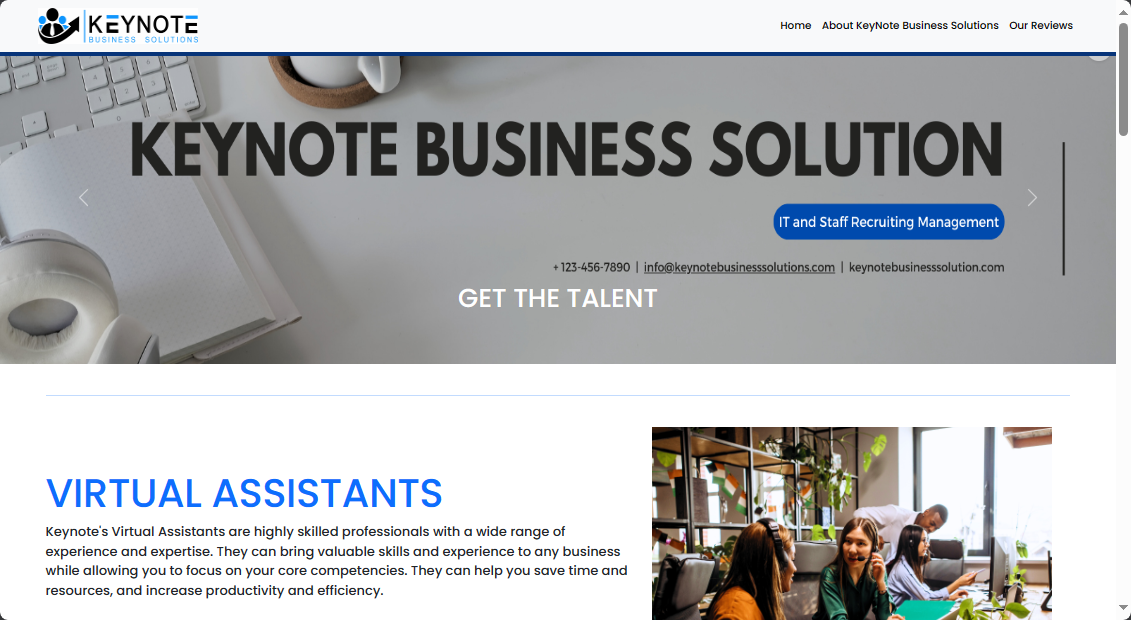 KEYNOTE
BUSINESS SOLUTIONS
Home About KeyNote Business Solutions Our Reviews
KEYNOTE BUSINESS SOLUTION
IT and Staff Recruiting Management
+123-456-7890 | info@keynotebusinesssolutions.com | keynotebusinesssolution.com
GET THE TALENT
VIRTUAL ASSISTANTS
Keynote's Virtual Assistants are highly skilled professionals with a wide range of
experience and expertise. They can bring valuable skills and experience to any business
while allowing you to focus on your core competencies. They can help you save time and
resources, and increase productivity and efficiency.